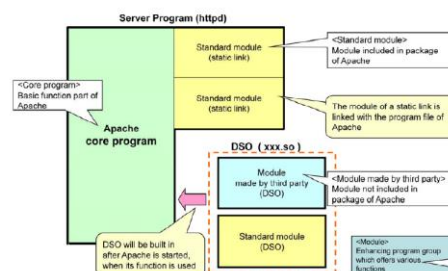 Server Program (httpd)
Standard module
(static link)
<Standard module>
Module included in package
of Apache
<Core program>
Basic function part of
Apache
Standard module
(static link)
The module of a static link is
linked with the program file of
Apache
Apache
core program
DSO ( xxx.so )
Module
made by third party
(DSO)
<Module made by third party>
Module not included in
package of Apache
DSO will be built in
after Apache is started,
when its function is used
Standard module
(DSO)
<Module>
Enhancing program group
which offers various
functions